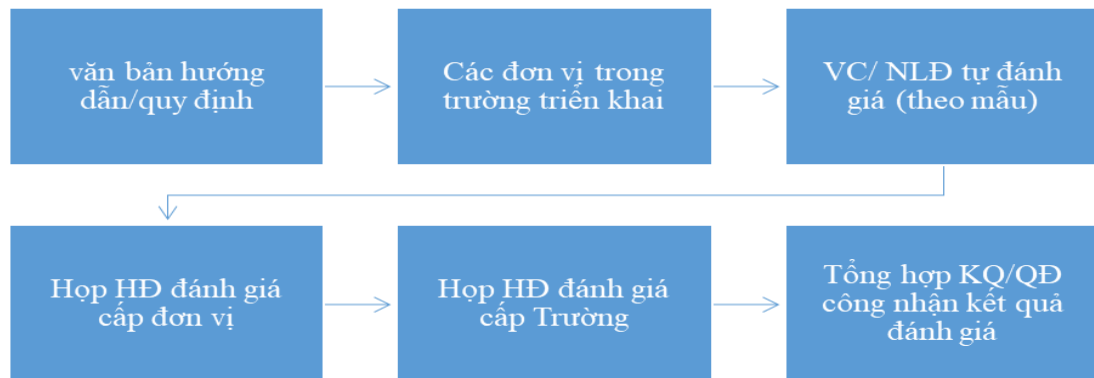 văn bản hướng
dẫn/quy định
Các đơn vị trong
trường triển khai
VC/ NLĐ tự đánh
giá (theo mẫu)
Họp HĐ đánh giá
cấp đơn vị
Họp HĐ đánh giá
cấp Trường
Tổng hợp KQ/QĐ
công nhận kết quả
đánh giá